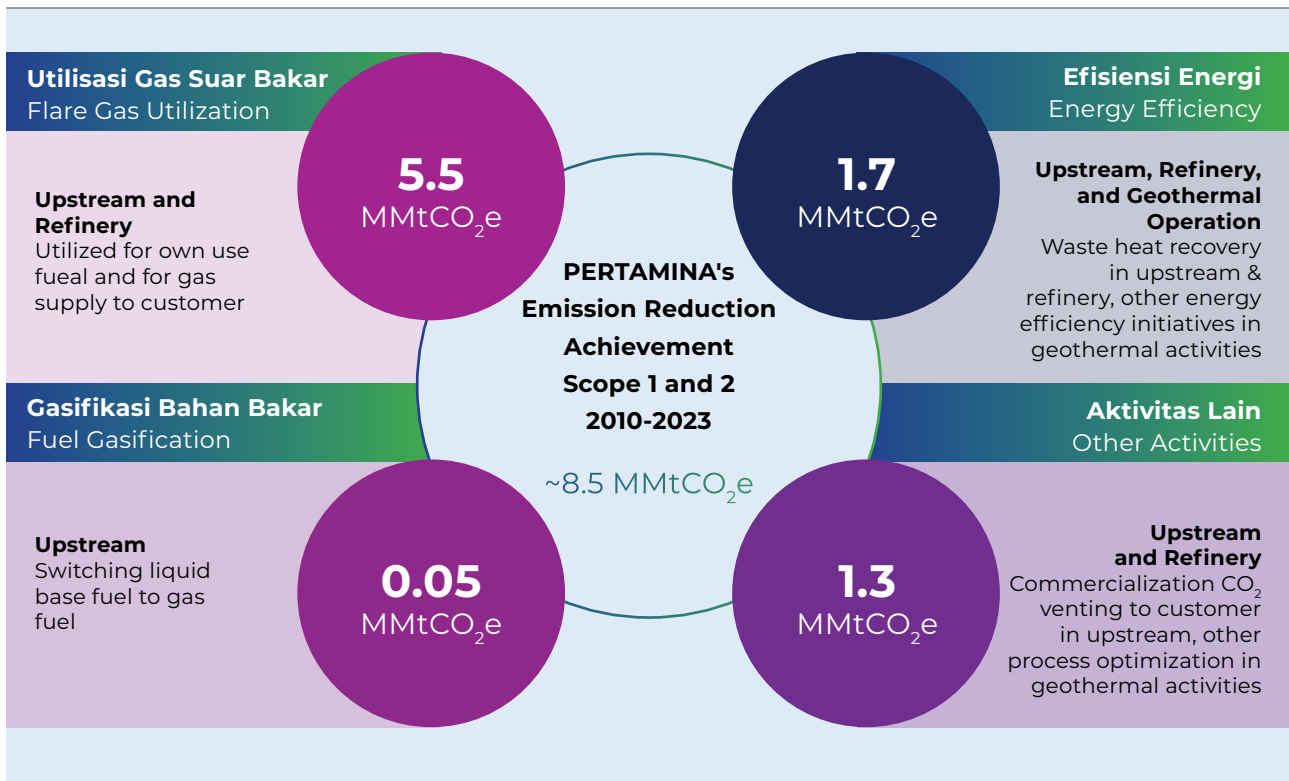 Utilisasi Gas Suar Bakar
Flare Gas Utilization
Upstream and
Refinery
Utilized for own use
fueal and for gas
supply to customer
5.5
MMtCO₂e
Efisiensi Energi
Energy Efficiency
Upstream, Refinery,
and Geothermal
Operation
Waste heat recovery
in upstream &
refinery, other energy
efficiency initiatives in
geothermal activities
1.7
MMtCO₂e
PERTAMINA's
Emission Reduction
Achievement
Scope 1 and 2
2010-2023
~8.5 MMtCO₂e
Gasifikasi Bahan Bakar
Fuel Gasification
Upstream
Switching liquid
base fuel to gas
fuel
0.05
MMtCO₂e
Aktivitas Lain
Other Activities
Upstream
and Refinery
Commercialization CO₂
venting to customer
in upstream, other
process optimization in
geothermal activities
1.3
MMtCO₂e